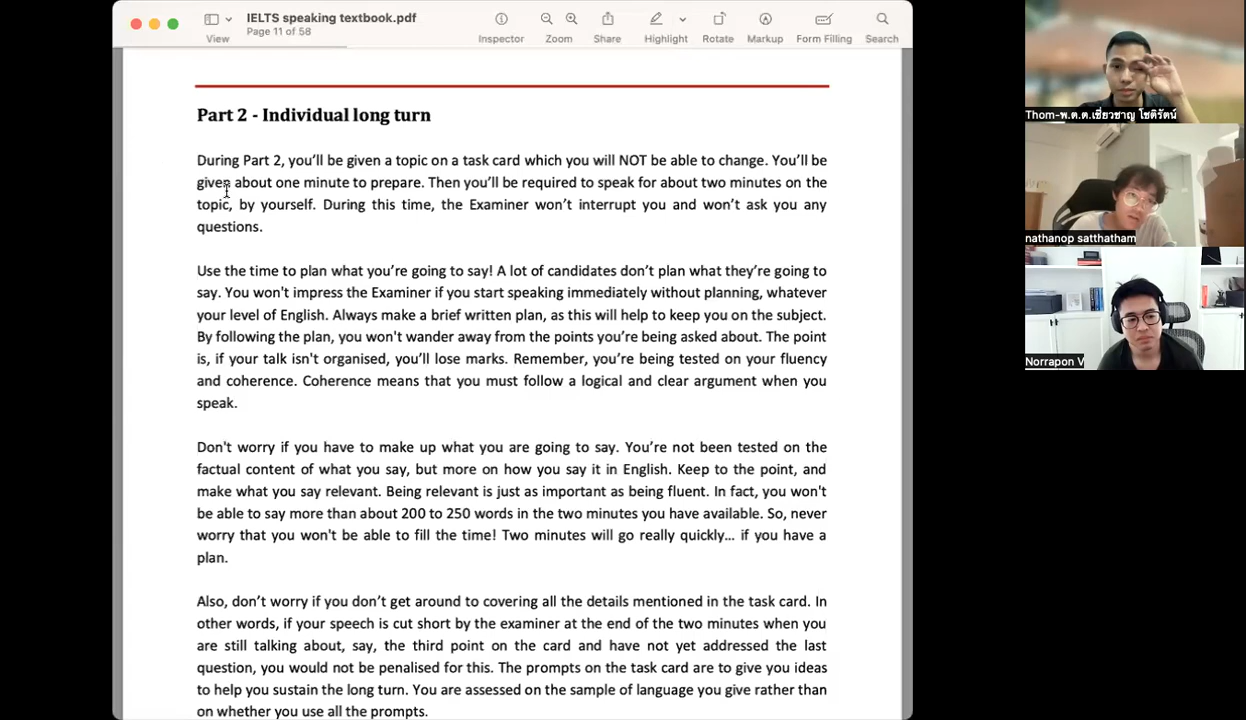 IELTS speaking textbook.pdf
Page 11 of 58
View
Inspector
Zoom
Share
Highlight
Rotate
Markup
Form Filling
Search
Part 2 - Individual long turn
During Part 2, you'll be given a topic on a task card which you will NOT be able to change. You'll be
given about one minute to prepare. Then you'll be required to speak for about two minutes on the
topic, by yourself. During this time, the Examiner won't interrupt you and won't ask you any
questions.
Use the time to plan what you're going to say! A lot of candidates don't plan what they're going to
say. You won't impress the Examiner if you start speaking immediately without planning, whatever
your level of English. Always make a brief written plan, as this will help to keep you on the subject.
By following the plan, you won't wander away from the points you're being asked about. The point
is, if your talk isn't organised, you'll lose marks. Remember, you're being tested on your fluency
and coherence. Coherence means that you must follow a logical and clear argument when you
speak.
Don't worry if you have to make up what you are going to say. You're not been tested on the
factual content of what you say, but more on how you say it in English. Keep to the point, and
make what you say relevant. Being relevant is just as important as being fluent. In fact, you won't
be able to say more than about 200 to 250 words in the two minutes you have available. So, never
worry that you won't be able to fill the time! Two minutes will go really quickly... if you have a
plan.
Also, don't worry if you don't get around to covering all the details mentioned in the task card. In
other words, if your speech is cut short by the examiner at the end of the two minutes when you
are still talking about, say, the third point on the card and have not yet addressed the last
question, you would not be penalised for this. The prompts on the task card are to give you ideas
to help you sustain the long turn. You are assessed on the sample of language you give rather than
on whether you use all the prompts.
Thom-พ.ต.ต.เชี่ยวชาญ โชติรัตน์
nathanop satthatham
Norrapon V